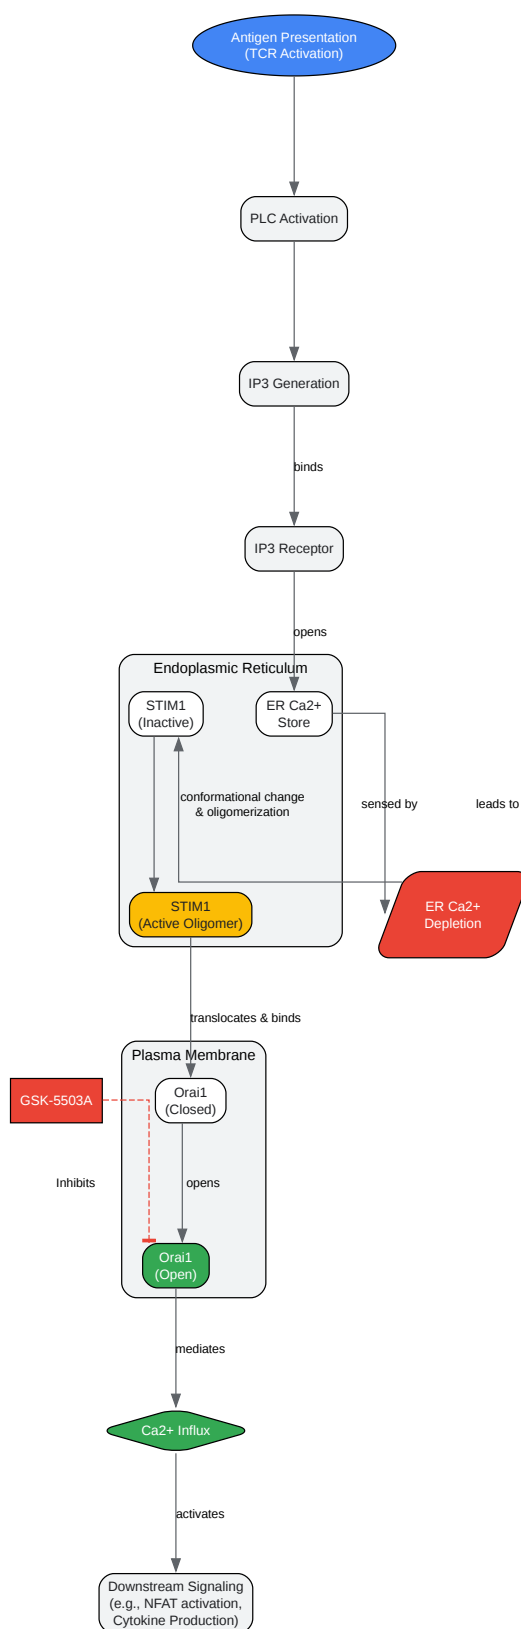 Antigen Presentation
(TCR Activation)
PLC Activation
IP3 Generation
binds
IP3 Receptor
opens
Endoplasmic Reticulum
STIM1
(Inactive)
ER Ca2+
Store
conformational change
& oligomerization
sensed by
leads to
STIM1
(Active Oligomer)
ER Ca2+
Depletion
translocates & binds
Plasma Membrane
GSK-5503A
Orai1
(Closed)
Inhibits
opens
Orai1
(Open)
mediates
Ca2+ Influx
activates
Downstream Signaling
(e.g., NFAT activation,
Cytokine Production)